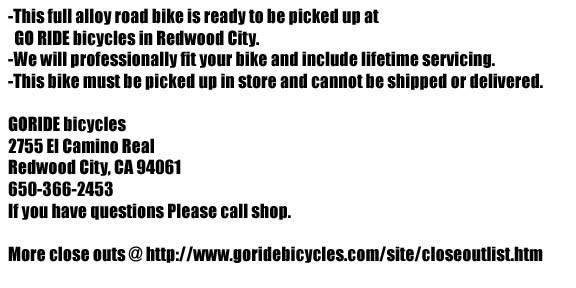 -This full alloy road bike is ready to be picked up at
GO RIDE bicycles in Redwood City.
-We will professionally fit your bike and include lifetime servicing.
-This bike must be picked up in store and cannot be shipped or delivered.
GORIDE bicycles
2755 El Camino Real
Redwood City, CA 94061
650-366-2453
If you have questions Please call shop.
More close outs @ http://www.goridebicycles.com/site/closeoutlist.htm